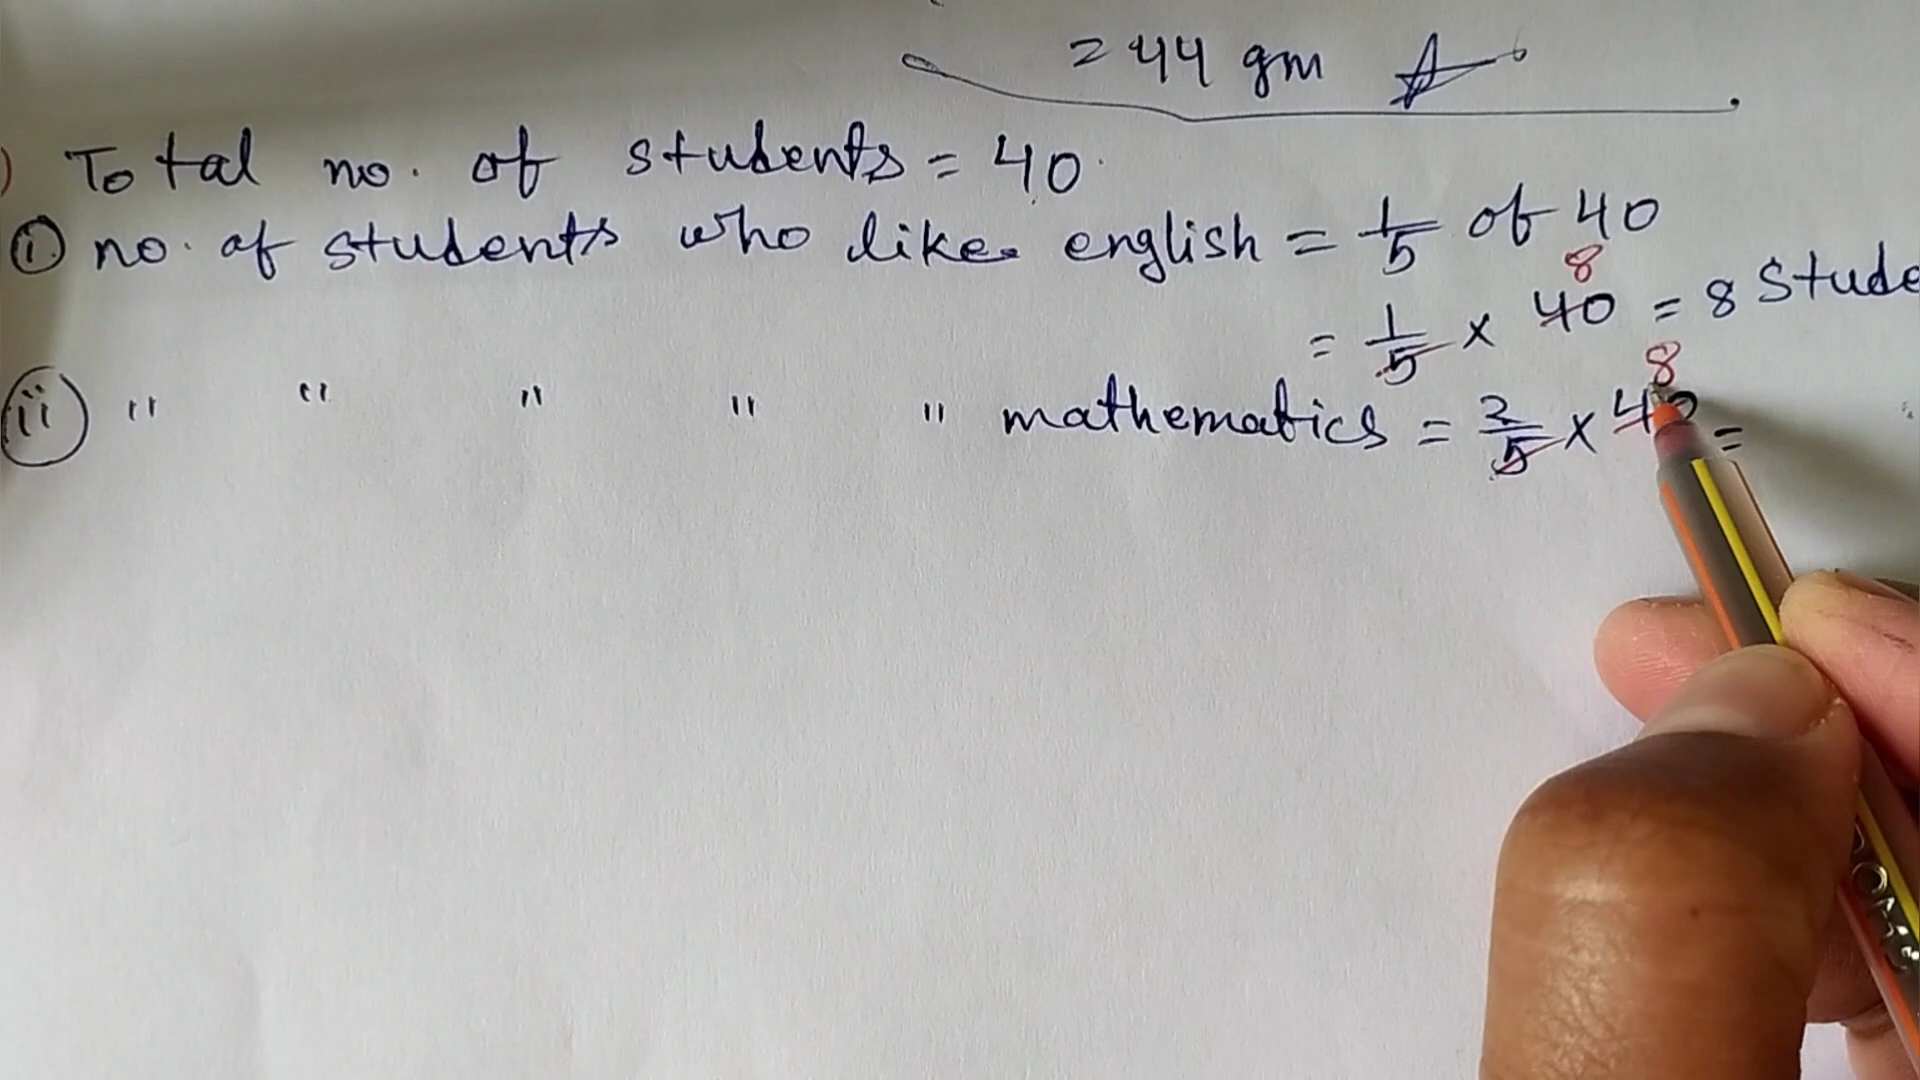 = 44 gm
) Total no. of students = 40
(i) no. of students who like english = 1/5 of 40
8
= 1/5 × 40 = 8 Stude
8
(ii) " " " " " mathematics = 2/5 × 40 =